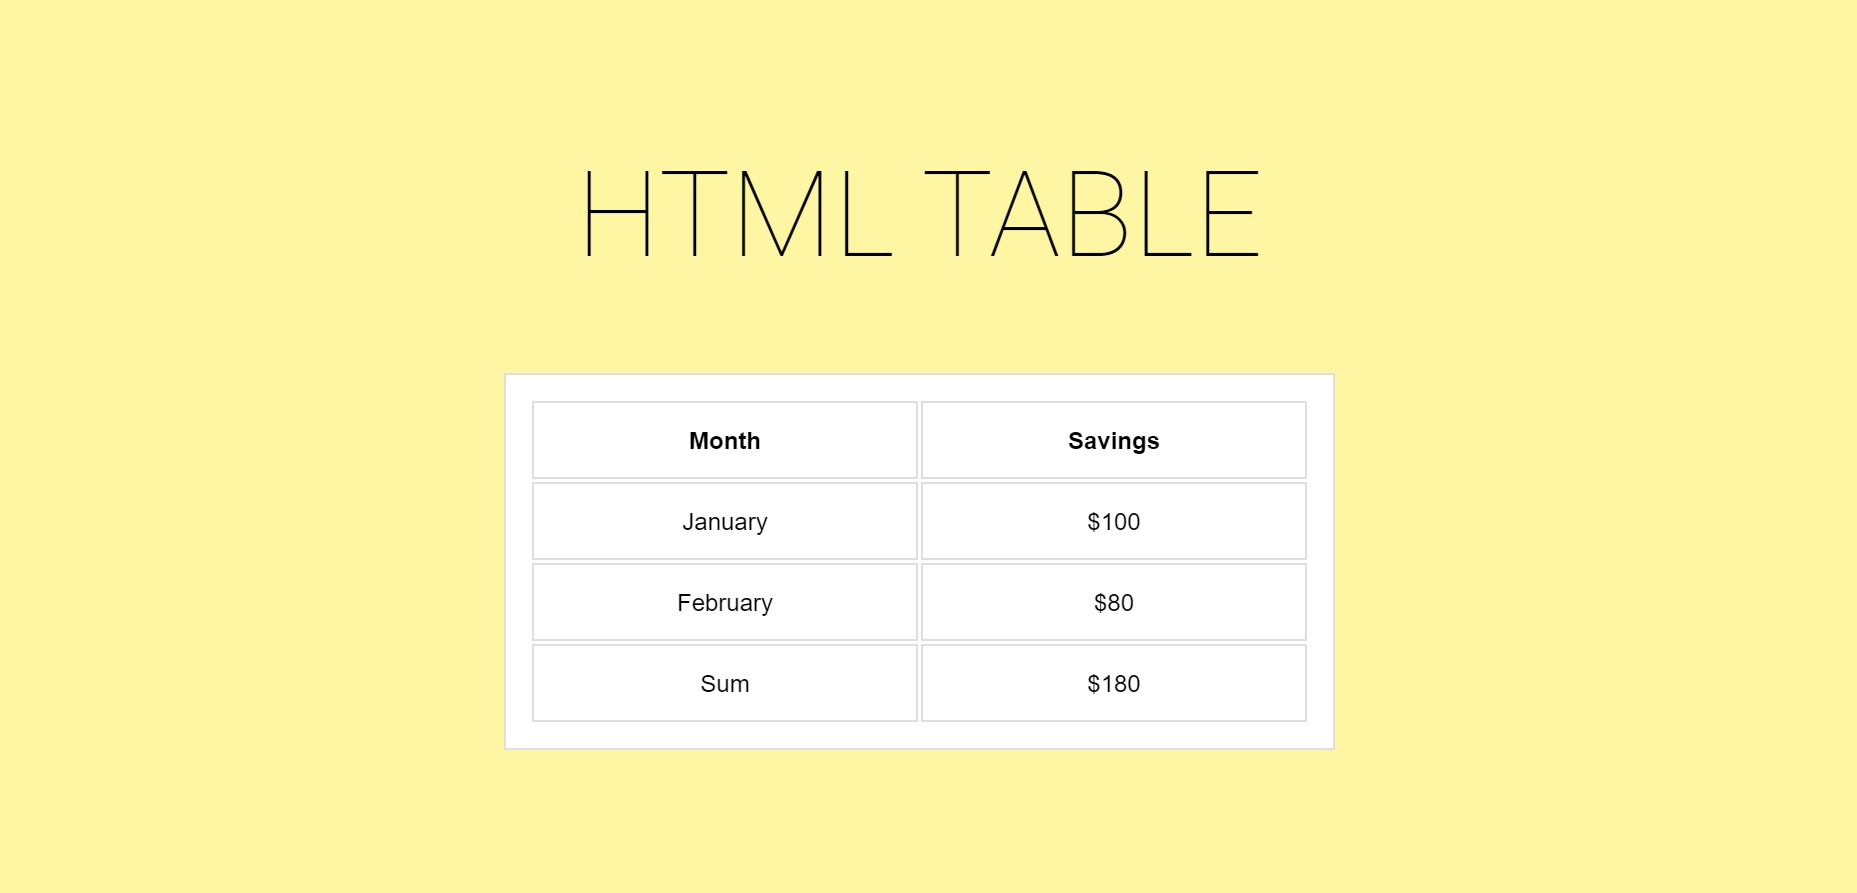 HTML TABLE
Month Savings
January $100
February $80
Sum $180